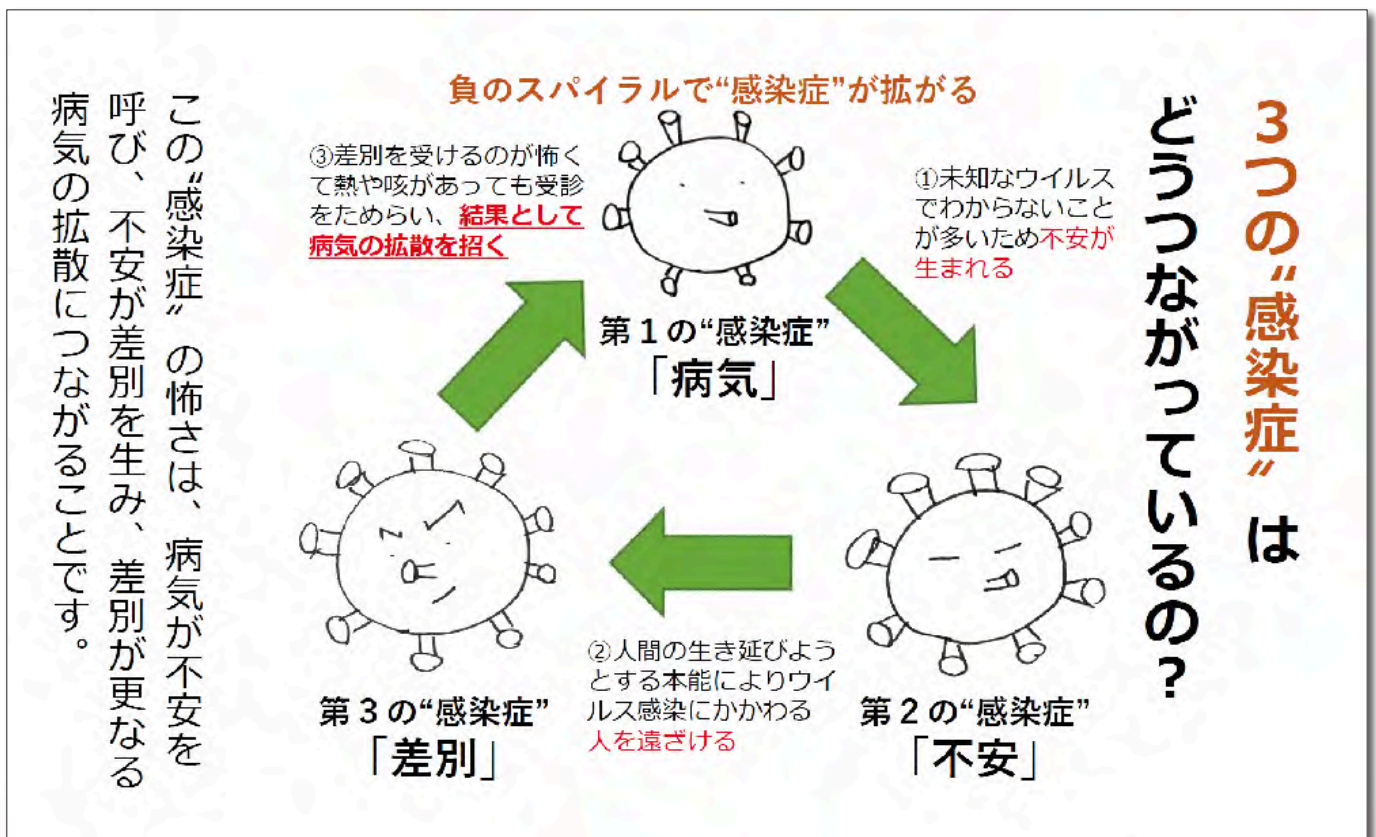 3つの“感染症”は
どうつながっているの？
負のスパイラルで“感染症”が拡がる
①未知なウイルス
でわからないこと
が多いため不安が
生まれる
第1の“感染症”
「病気」
②人間の生き延びよう
とする本能によりウイ
ルス感染にかかわる
人を遠ざける
第2の“感染症”
「不安」
③差別を受けるのが怖く
て熱や咳があっても受診
をためらい、結果として
病気の拡散を招く
第3の“感染症”
「差別」
この“感染症”の怖さは、病気が不安を
呼び、不安が差別を生み、差別が更なる
病気の拡散につながることです。